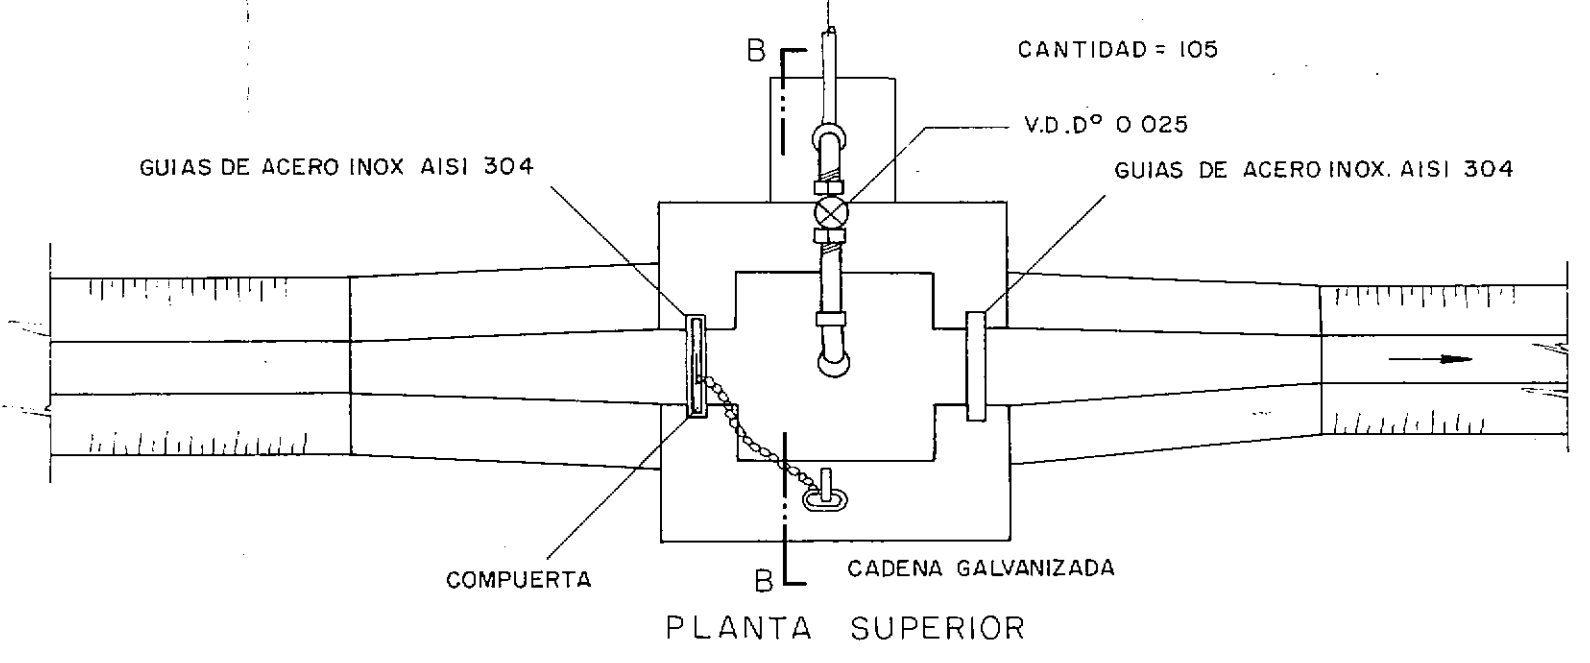 B
CANTIDAD = 105
V.D.D° 0 025
GUIAS DE ACERO INOX AISI 304
GUIAS DE ACERO INOX. AISI 304
COMPUERTA
B
CADENA GALVANIZADA
PLANTA SUPERIOR